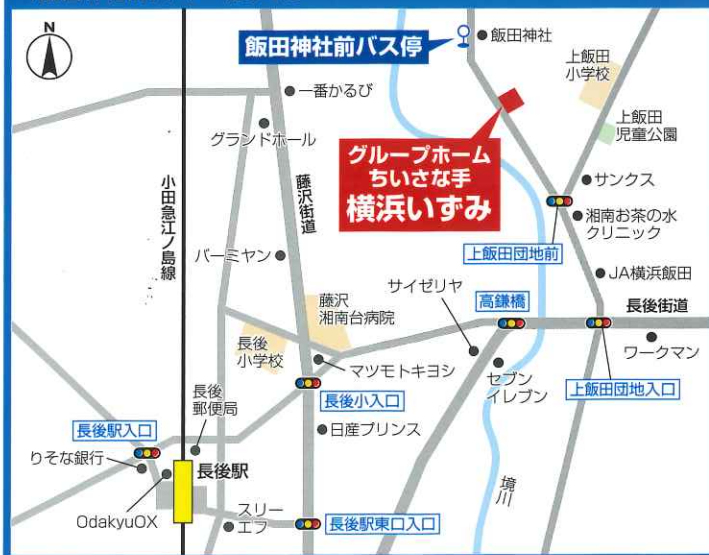 N
飯田神社前バス停
飯田神社
上飯田
小学校
一番かるび
グランドホール
上飯田
児童公園
グループホーム
ちいさな手
横浜いずみ
サンクス
小田急江ノ島線
藤沢街道
湘南お茶の水
クリニック
上飯田団地前
バーミヤン
JA横浜飯田
サイゼリヤ
高鎌橋
長後街道
藤沢
湘南台病院
長後
小学校
マツモトキヨシ
ワークマン
セブン
イレブン
上飯田団地入口
長後
郵便局
長後小入口
長後駅入口
日産プリンス
りそな銀行
長後駅
境川
OdakyuOX
スリー
エフ
長後駅東口入口